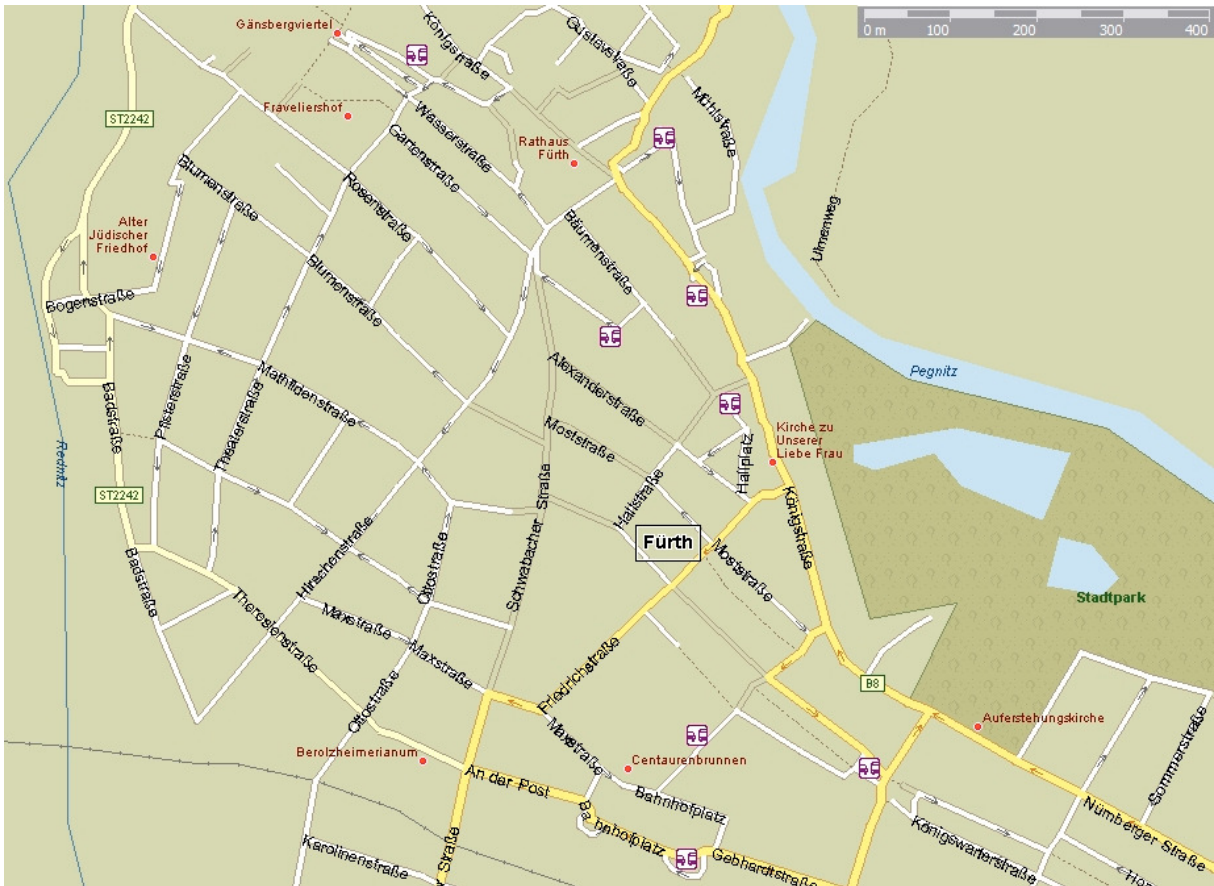 Gänsbergviertel
Königstraße
Gustavstraße
0 m 100 200 300 400
ST2242
Fraveliershof
Wasserstraße
Gartenstraße
Mühlstraße
Rathaus
Fürth
Blumenstraße
Rosenstraße
Alter
Jüdischer
Friedhof
Bäumenstraße
Ulmenweg
Bogenstraße
Blumenstraße
Pfisterstraße
Mathildenstraße
Alexanderstraße
Pegnitz
Badstraße
Theaterstraße
Moststraße
Hallplatz
Kirche zu
Unserer
Liebe Frau
Rednitz
ST2242
Hallstraße
Königstraße
Schwabacher Straße
Hirschenstraße
Fürth
Moststraße
Badstraße
Ottostraße
Theresienstraße
Maxstraße
Maxstraße
Stadtpark
Friedrichstraße
B8
Ottostraße
Auferstehungskirche
Sommerstraße
Berolzheimerianum
Maxstraße
Centaurenbrunnen
An der Post
Bahnhofplatz
Bahnhofplatz
Nürnberger Straße
Königswarterstraße
Karolinenstraße
Straße
Gebhardtstraße